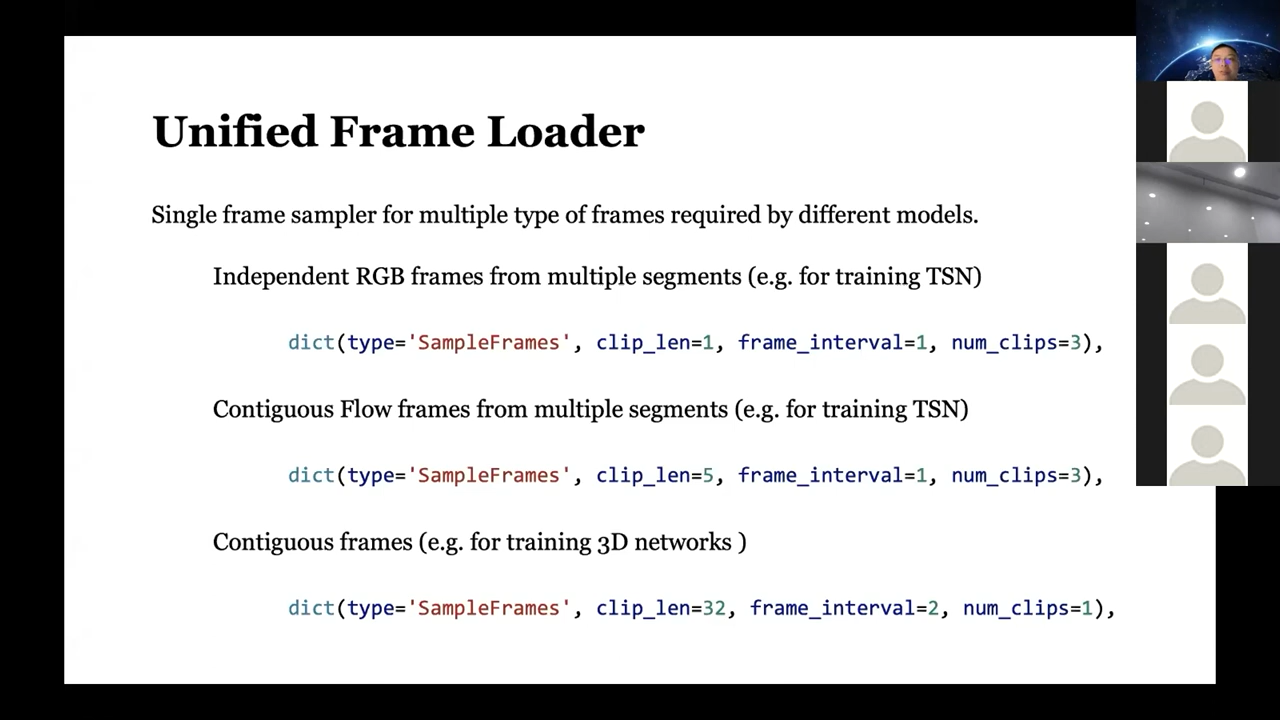 Unified Frame Loader
Single frame sampler for multiple type of frames required by different models.
Independent RGB frames from multiple segments (e.g. for training TSN)
dict(type='SampleFrames', clip_len=1, frame_interval=1, num_clips=3),
Contiguous Flow frames from multiple segments (e.g. for training TSN)
dict(type='SampleFrames', clip_len=5, frame_interval=1, num_clips=3),
Contiguous frames (e.g. for training 3D networks )
dict(type='SampleFrames', clip_len=32, frame_interval=2, num_clips=1),